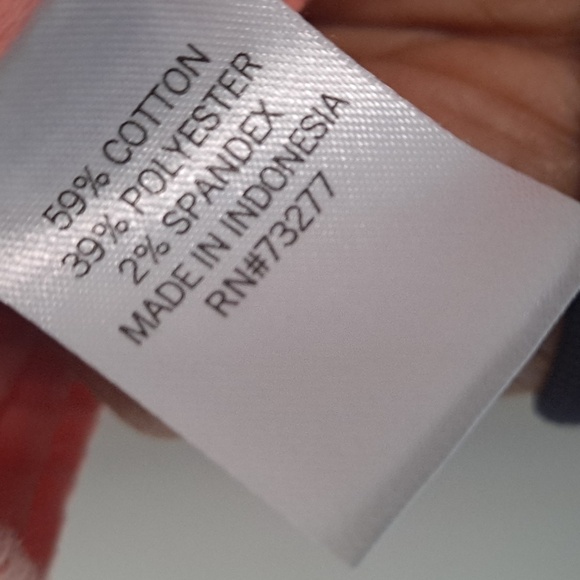 59% COTTON
39% POLYESTER
2% SPANDEX
MADE IN INDONESIA
RN#73277